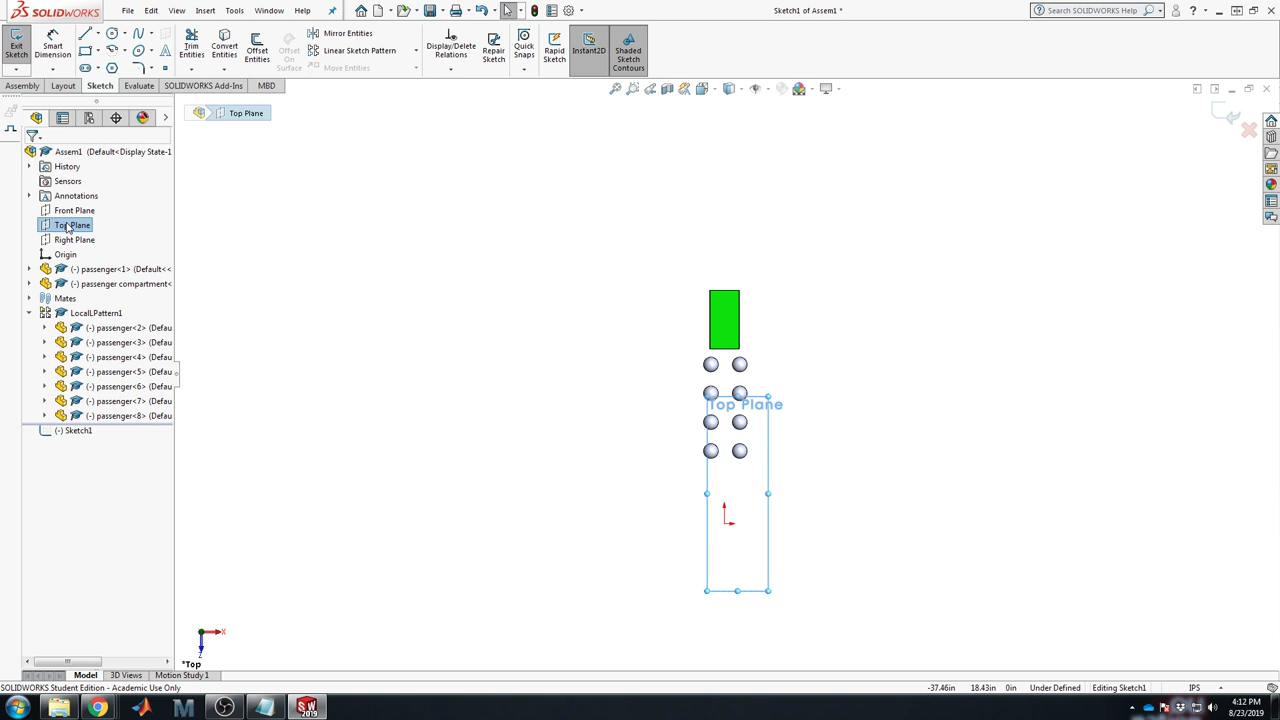 SOLIDWORKS
File Edit View Insert Tools Window Help
Sketch1 of Assem1 *
Search SOLIDWORKS Help
Exit Sketch
Smart Dimension
Trim Entities
Convert Entities
Offset Entities
Offset On Surface
Mirror Entities
Linear Sketch Pattern
Move Entities
Display/Delete Relations
Repair Sketch
Quick Snaps
Rapid Sketch
Instant2D
Shaded Sketch Contours
Assembly Layout Sketch Evaluate SOLIDWORKS Add-Ins MBD
Top Plane
Assem1 (Default<Display State-1
History
Sensors
Annotations
Front Plane
Top Plane
Right Plane
Origin
(-) passenger<1> (Default<<
(-) passenger compartment<
Mates
LocalLPattern1
(-) passenger<2> (Defau
(-) passenger<3> (Defau
(-) passenger<4> (Defau
(-) passenger<5> (Defau
(-) passenger<6> (Defau
(-) passenger<7> (Defau
(-) passenger<8> (Defau
(-) Sketch1
Top Plane
X
Z
*Top
Model 3D Views Motion Study 1
SOLIDWORKS Student Edition - Academic Use Only
-37.46in 18.43in 0in Under Defined Editing Sketch1 IPS
SW
2019
4:12 PM
8/23/2019